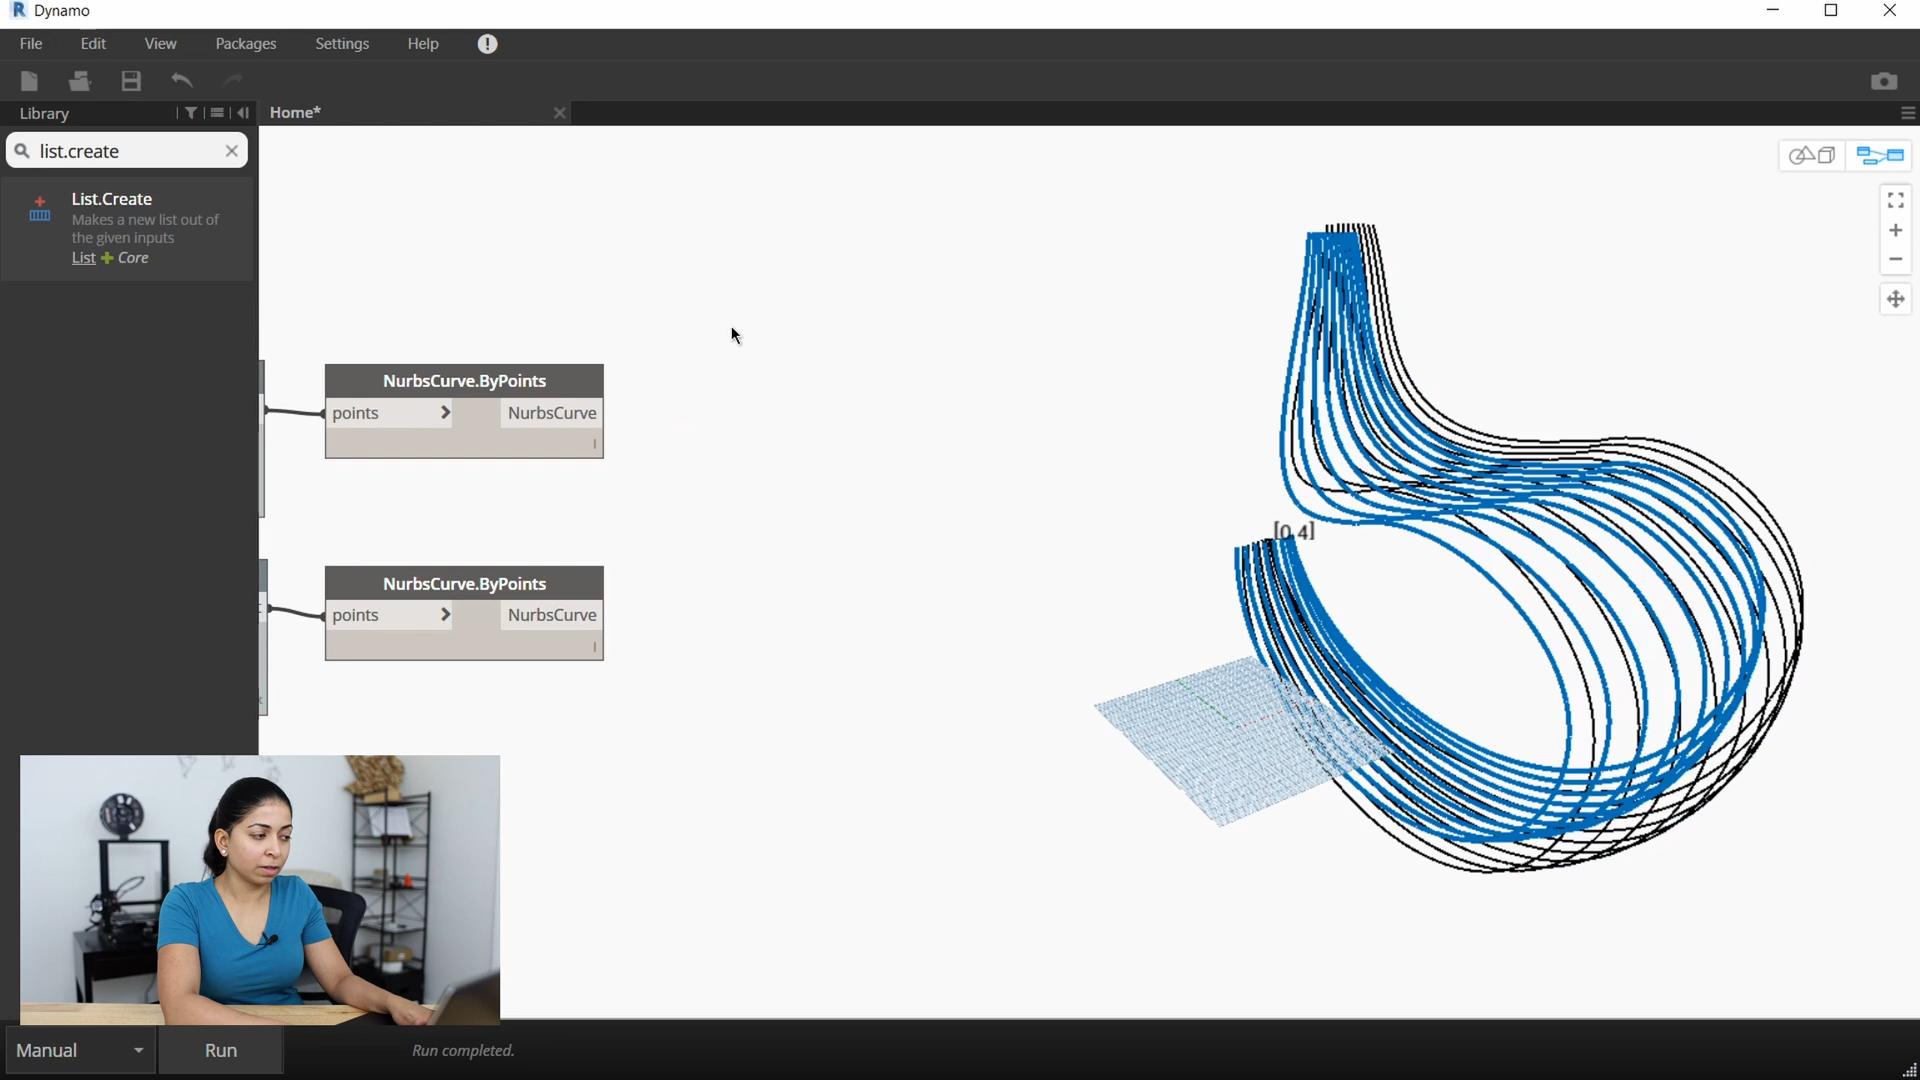 R Dynamo
File Edit View Packages Settings Help !
Library
Home*
list.create
List.Create
Makes a new list out of
the given inputs
List + Core
NurbsCurve.ByPoints
points > NurbsCurve
l
NurbsCurve.ByPoints
points > NurbsCurve
l
[0,4]
Manual Run Run completed.